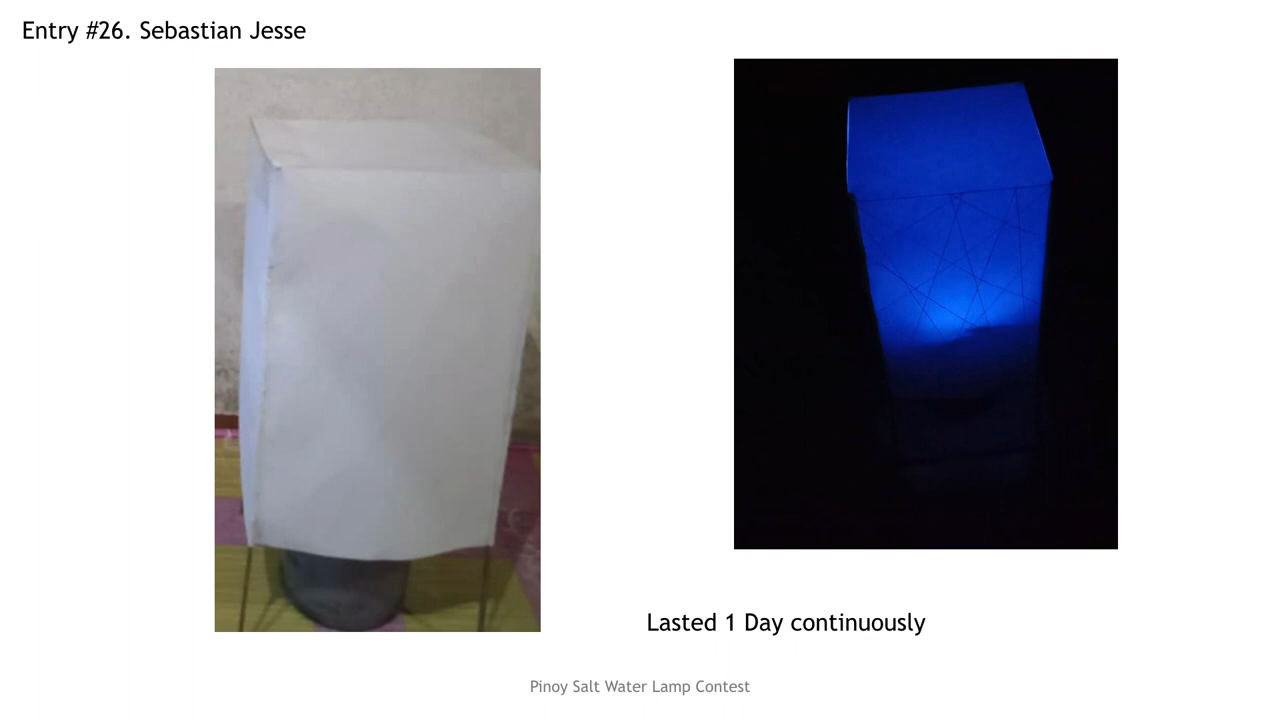 Entry #26. Sebastian Jesse
Lasted 1 Day continuously
Pinoy Salt Water Lamp Contest